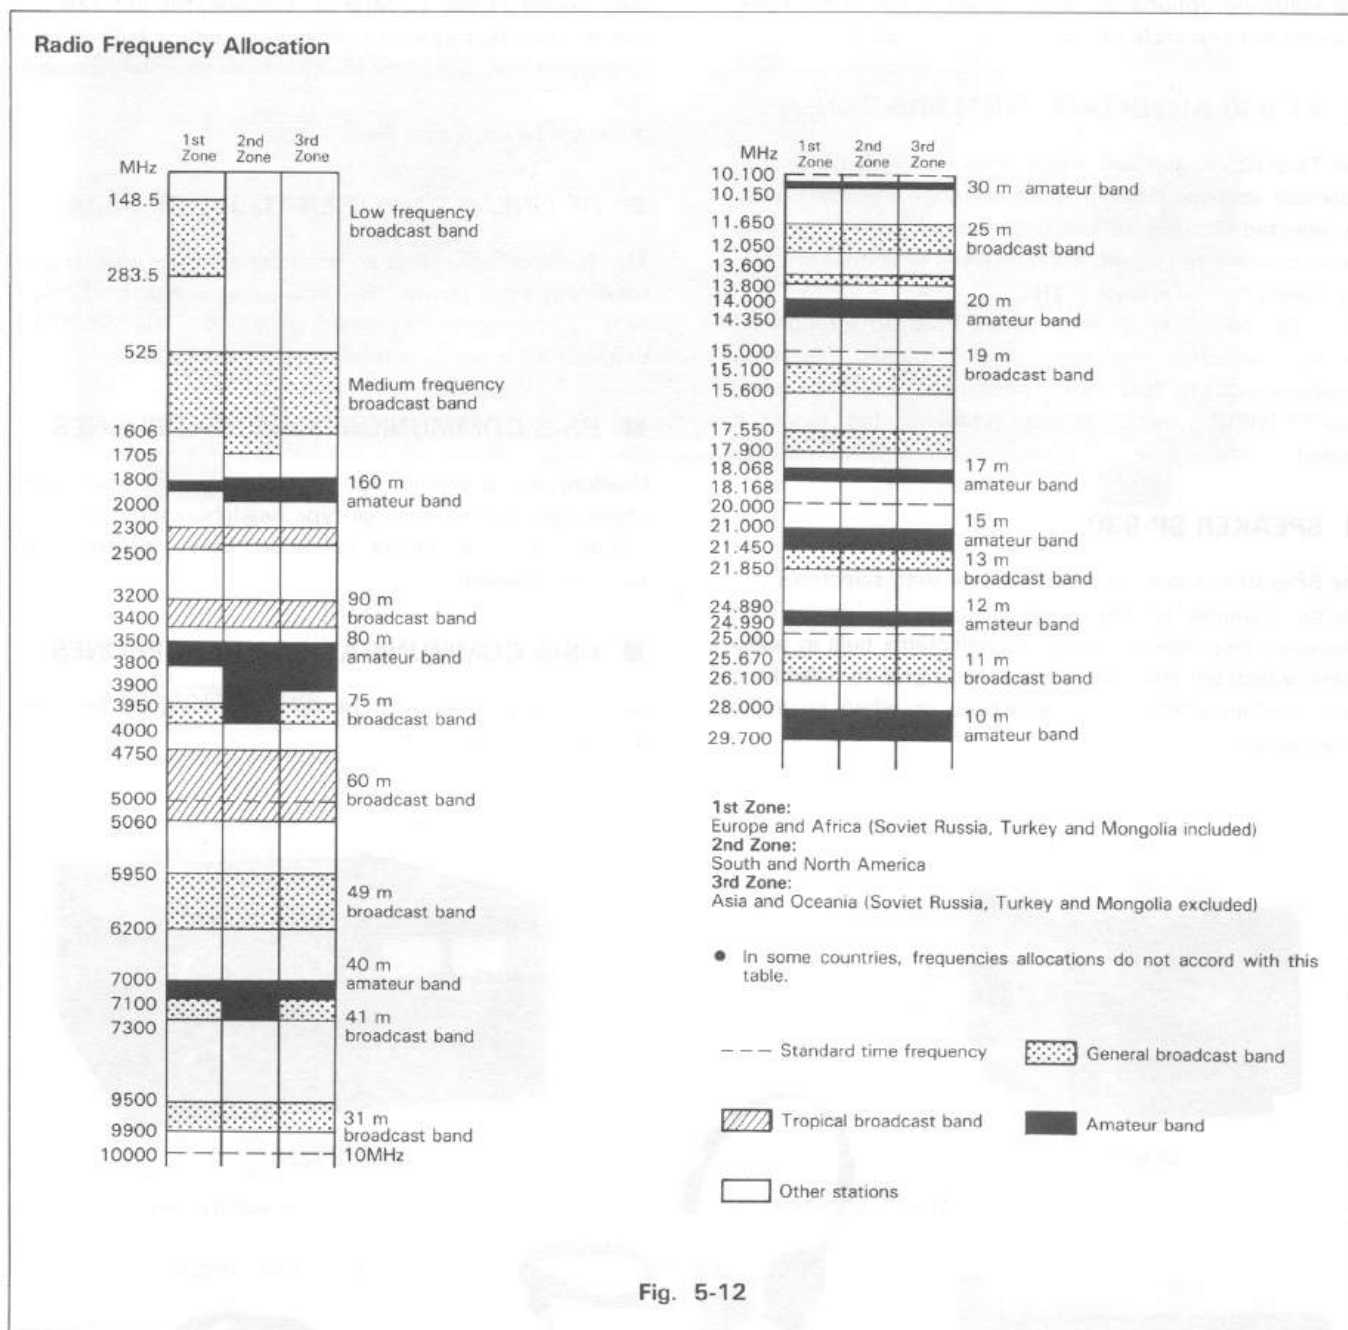 Radio Frequency Allocation
1st Zone
2nd Zone
3rd Zone
MHz
148.5
Low frequency
broadcast band
283.5
525
Medium frequency
broadcast band
1606
1705
1800
160 m
amateur band
2000
2300
2500
3200
90 m
broadcast band
3400
3500
80 m
amateur band
3800
3900
3950
75 m
broadcast band
4000
4750
60 m
broadcast band
5000
5060
5950
49 m
broadcast band
6200
7000
40 m
amateur band
7100
7300
41 m
broadcast band
9500
9900
31 m
broadcast band
10000
10MHz
1st Zone
2nd Zone
3rd Zone
MHz
10.100
10.150
30 m amateur band
11.650
25 m
broadcast band
12.050
13.600
13.800
14.000
20 m
amateur band
14.350
15.000
19 m
broadcast band
15.100
15.600
17.550
17.900
18.068
17 m
amateur band
18.168
20.000
21.000
15 m
amateur band
21.450
13 m
broadcast band
21.850
24.890
12 m
amateur band
24.990
25.000
25.670
11 m
broadcast band
26.100
28.000
10 m
amateur band
29.700
1st Zone:
Europe and Africa (Soviet Russia, Turkey and Mongolia included)
2nd Zone:
South and North America
3rd Zone:
Asia and Oceania (Soviet Russia, Turkey and Mongolia excluded)
● In some countries, frequencies allocations do not accord with this
table.
Standard time frequency
General broadcast band
Tropical broadcast band
Amateur band
Other stations
Fig. 5-12